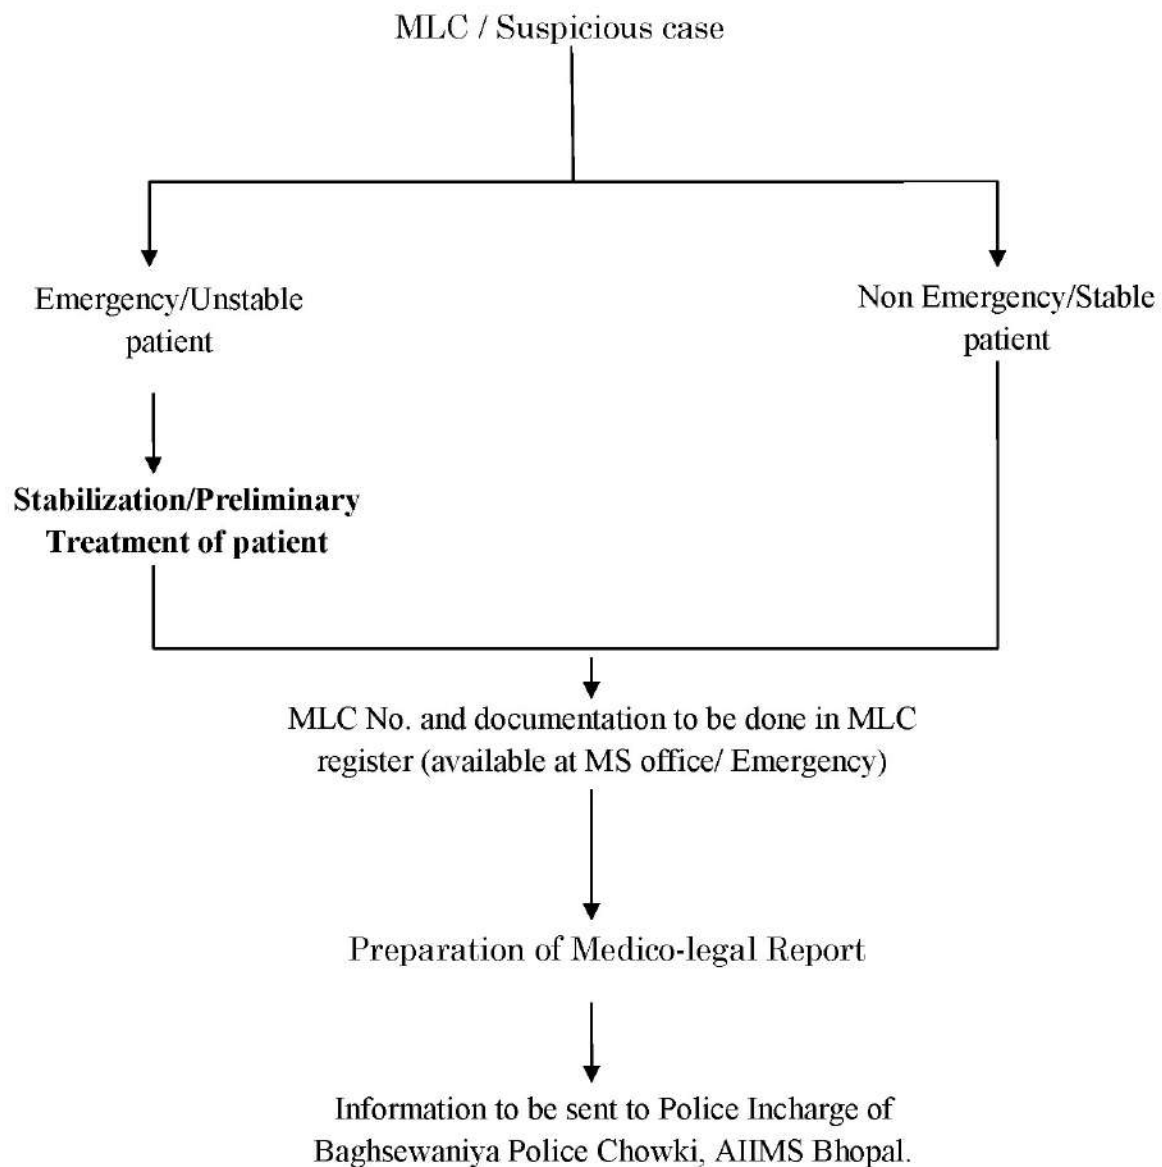 MLC / Suspicious case
Emergency/Unstable
patient
Non Emergency/Stable
patient
Stabilization/Preliminary
Treatment of patient
MLC No. and documentation to be done in MLC
register (available at MS office/ Emergency)
Preparation of Medico-legal Report
Information to be sent to Police Incharge of
Baghsewaniya Police Chowki, AIIMS Bhopal.